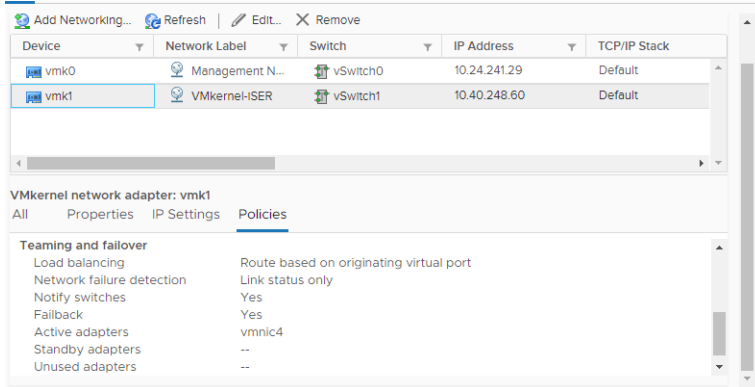 Add Networking... Refresh | Edit... Remove
Device Network Label Switch IP Address TCP/IP Stack
vmk0 Management N... vSwitch0 10.24.241.29 Default
vmk1 VMkernel-ISER vSwitch1 10.40.248.60 Default
VMkernel network adapter: vmk1
All Properties IP Settings Policies
Teaming and failover
Load balancing Route based on originating virtual port
Network failure detection Link status only
Notify switches Yes
Failback Yes
Active adapters vmnic4
Standby adapters --
Unused adapters --